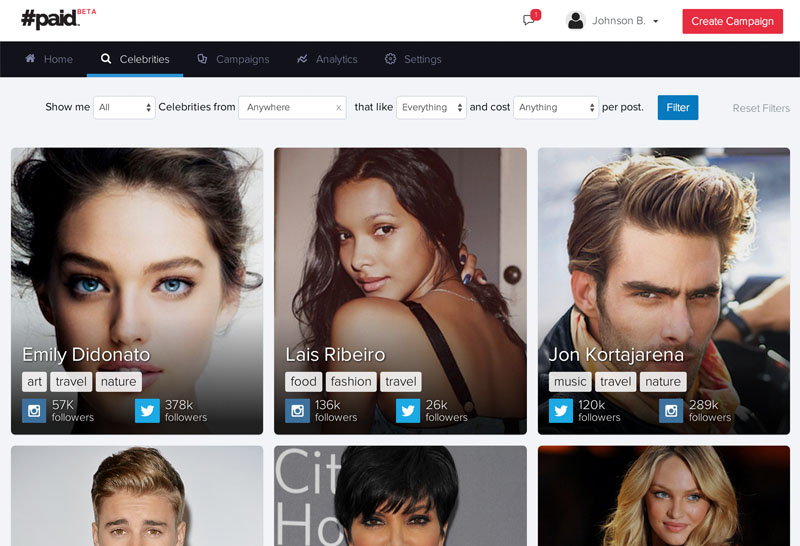 #paid BETA
1
Johnson B.
Create Campaign
Home Celebrities Campaigns Analytics Settings
Show me All Celebrities from Anywhere x that like Everything and cost Anything per post. Filter Reset Filters
Emily Didonato
art travel nature
57K followers 378k followers
Lais Ribeiro
food fashion travel
136k followers 26k followers
Jon Kortajarena
music travel nature
120k followers 289k followers
Cit
Ho